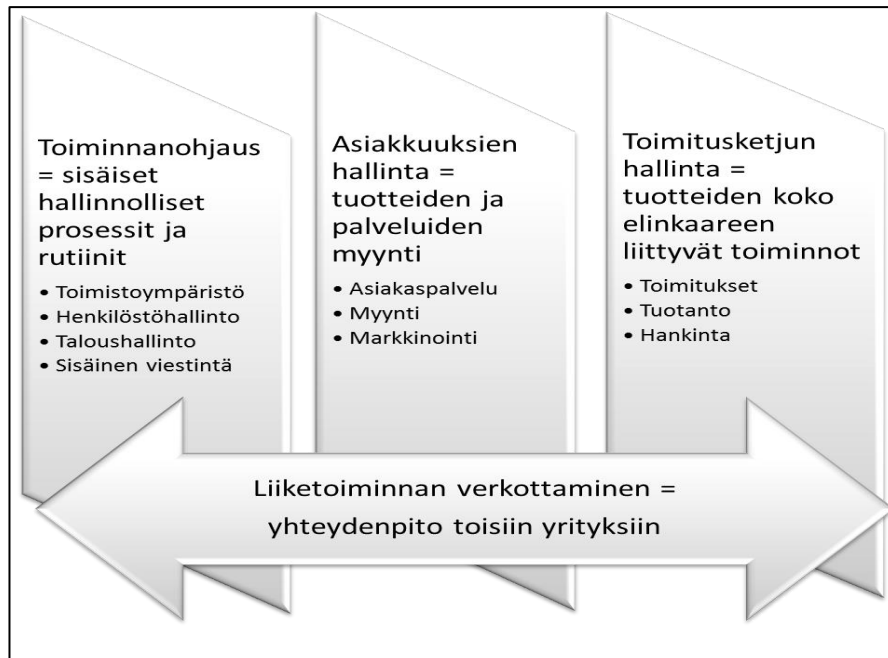 Toiminnanohjaus
= sisäiset
hallinnolliset
prosessit ja
rutiinit
• Toimistoympäristö
• Henkilöstöhallinto
• Taloushallinto
• Sisäinen viestintä
Asiakkuuksien
hallinta =
tuotteiden ja
palveluiden
myynti
• Asiakaspalvelu
• Myynti
• Markkinointi
Toimitusketjun
hallinta =
tuotteiden koko
elinkaareen
liittyvät toiminnot
• Toimitukset
• Tuotanto
• Hankinta
Liiketoiminnan verkottaminen =
yhteydenpito toisiin yrityksiin